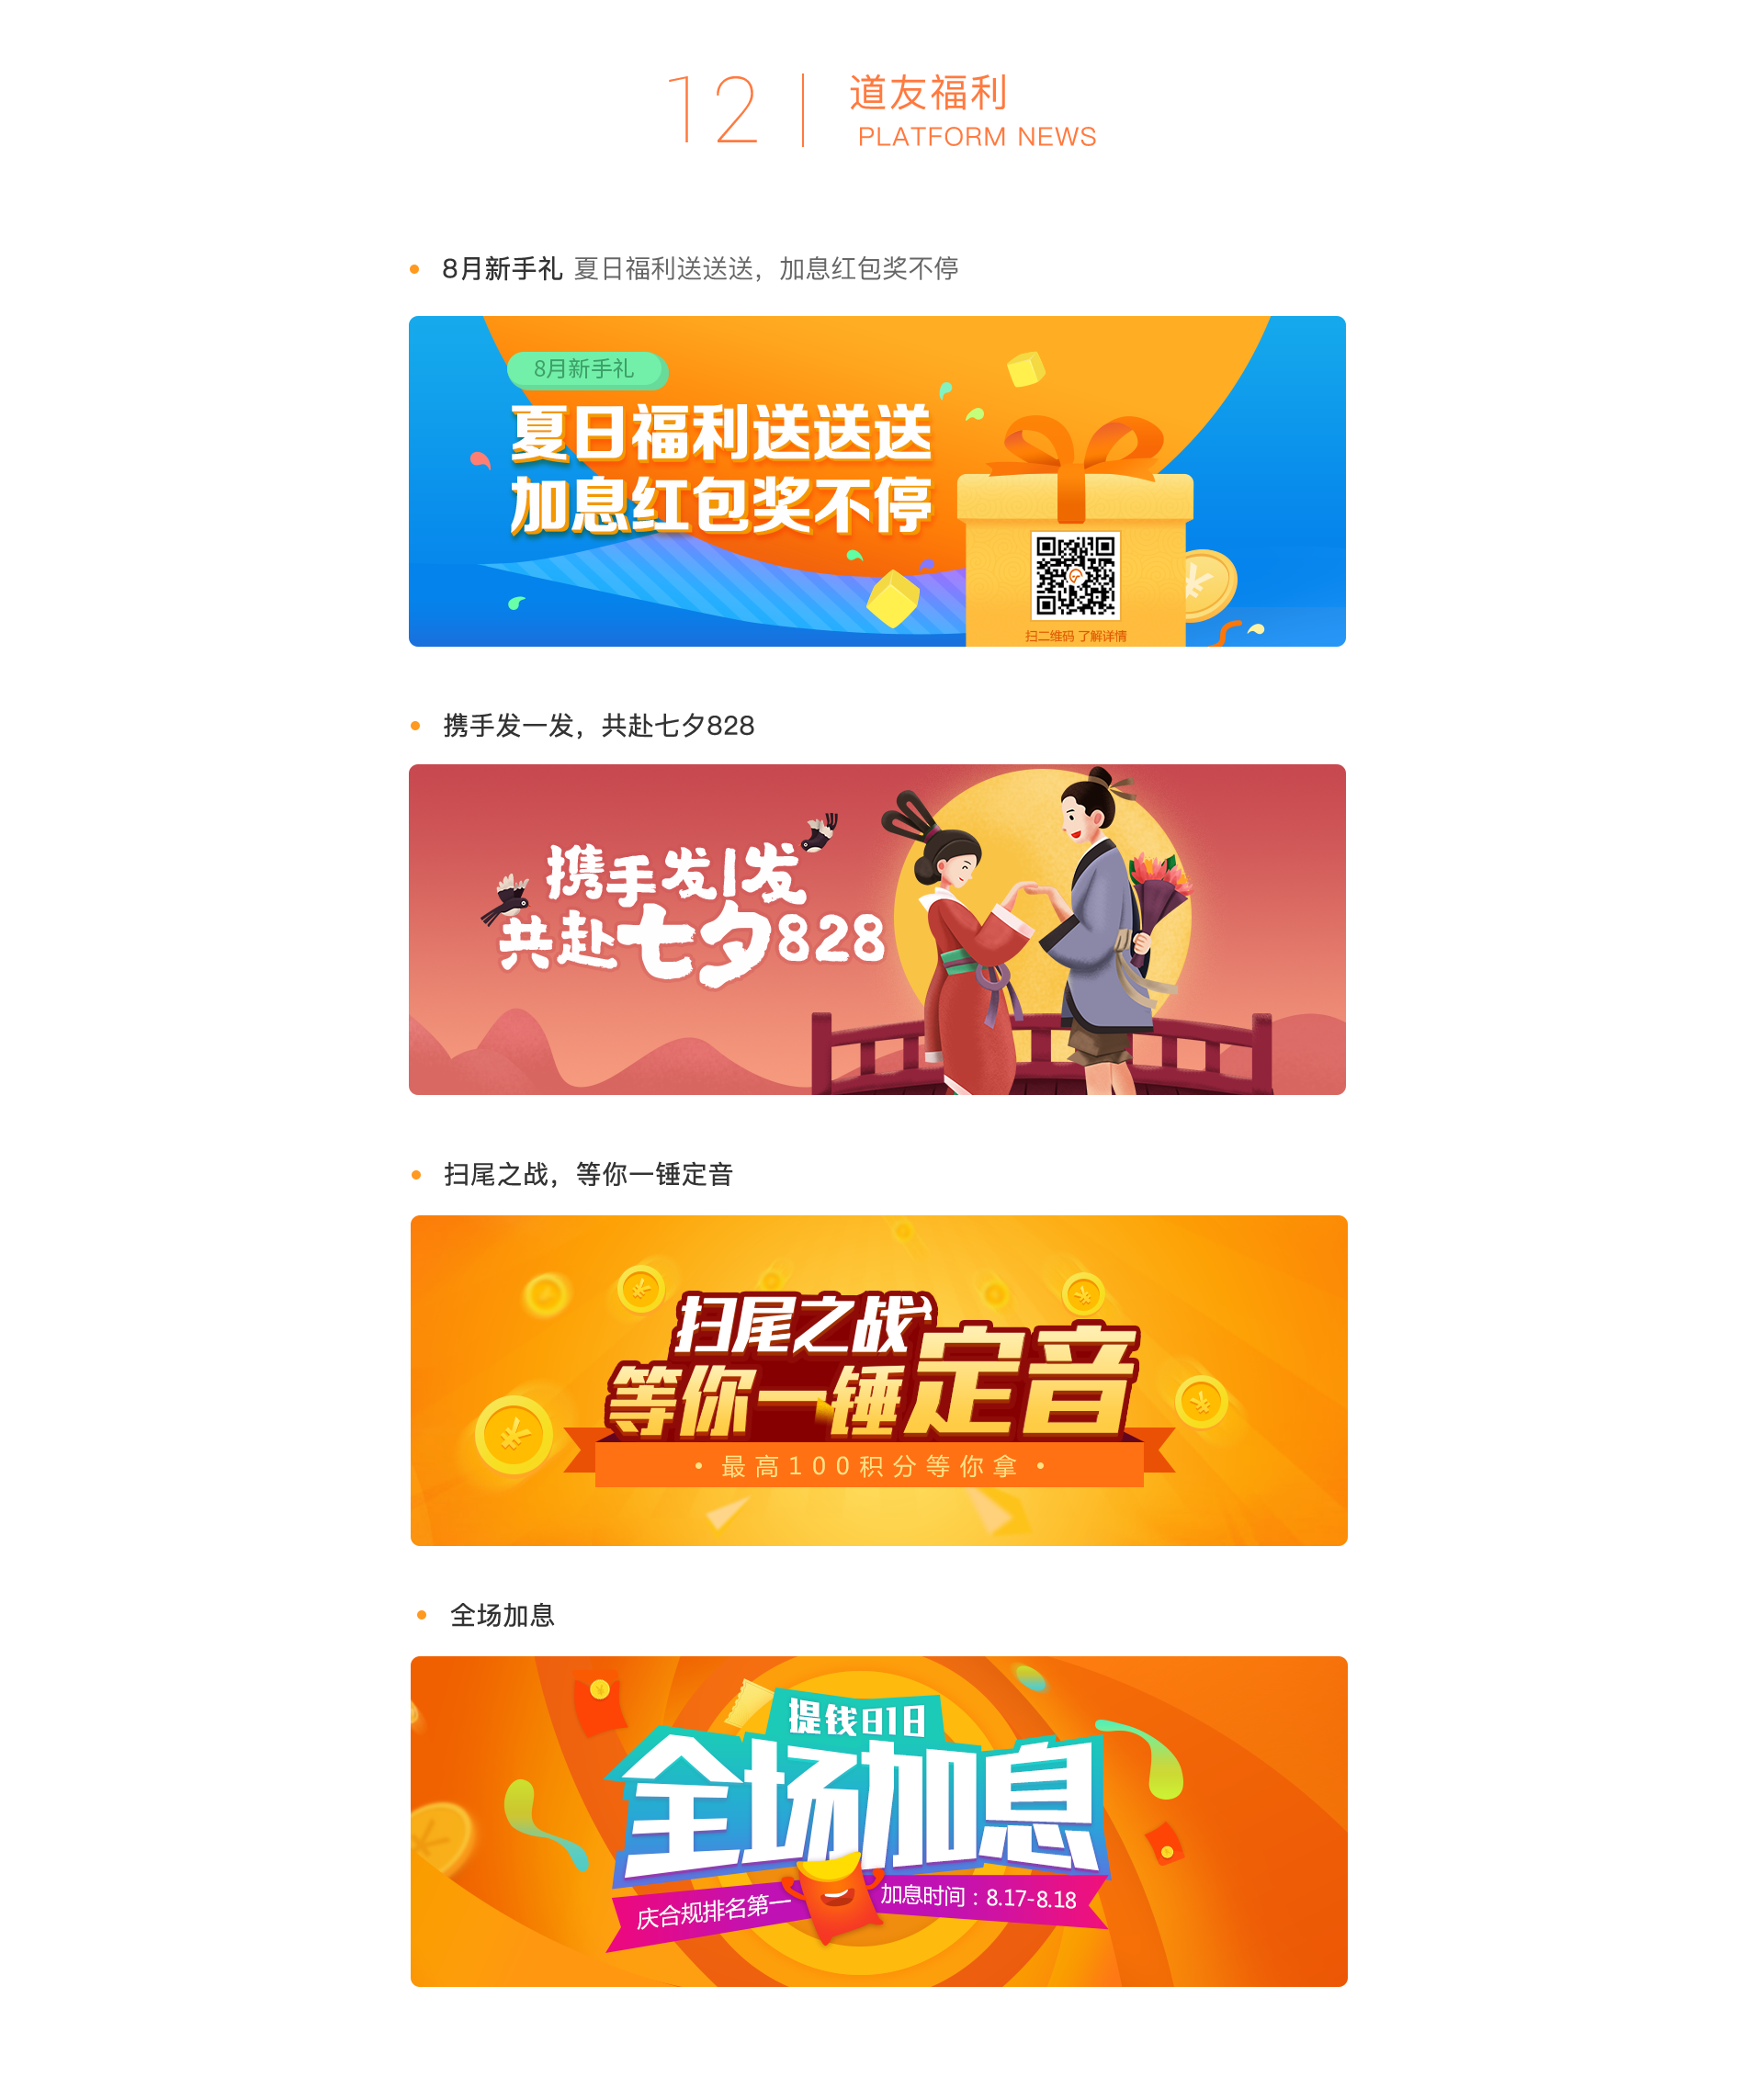 12
道友福利
PLATFORM NEWS
8月新手礼 夏日福利送送送，加息红包奖不停
8月新手礼
夏日福利送送送
加息红包奖不停
扫二维码 了解详情
携手发一发，共赴七夕828
携手发1发
共赴七夕828
扫尾之战，等你一锤定音
扫尾之战
等你一锤定音
• 最高100积分等你拿 •
全场加息
提钱818
全场加息
庆合规排名第一
加息时间：8.17-8.18